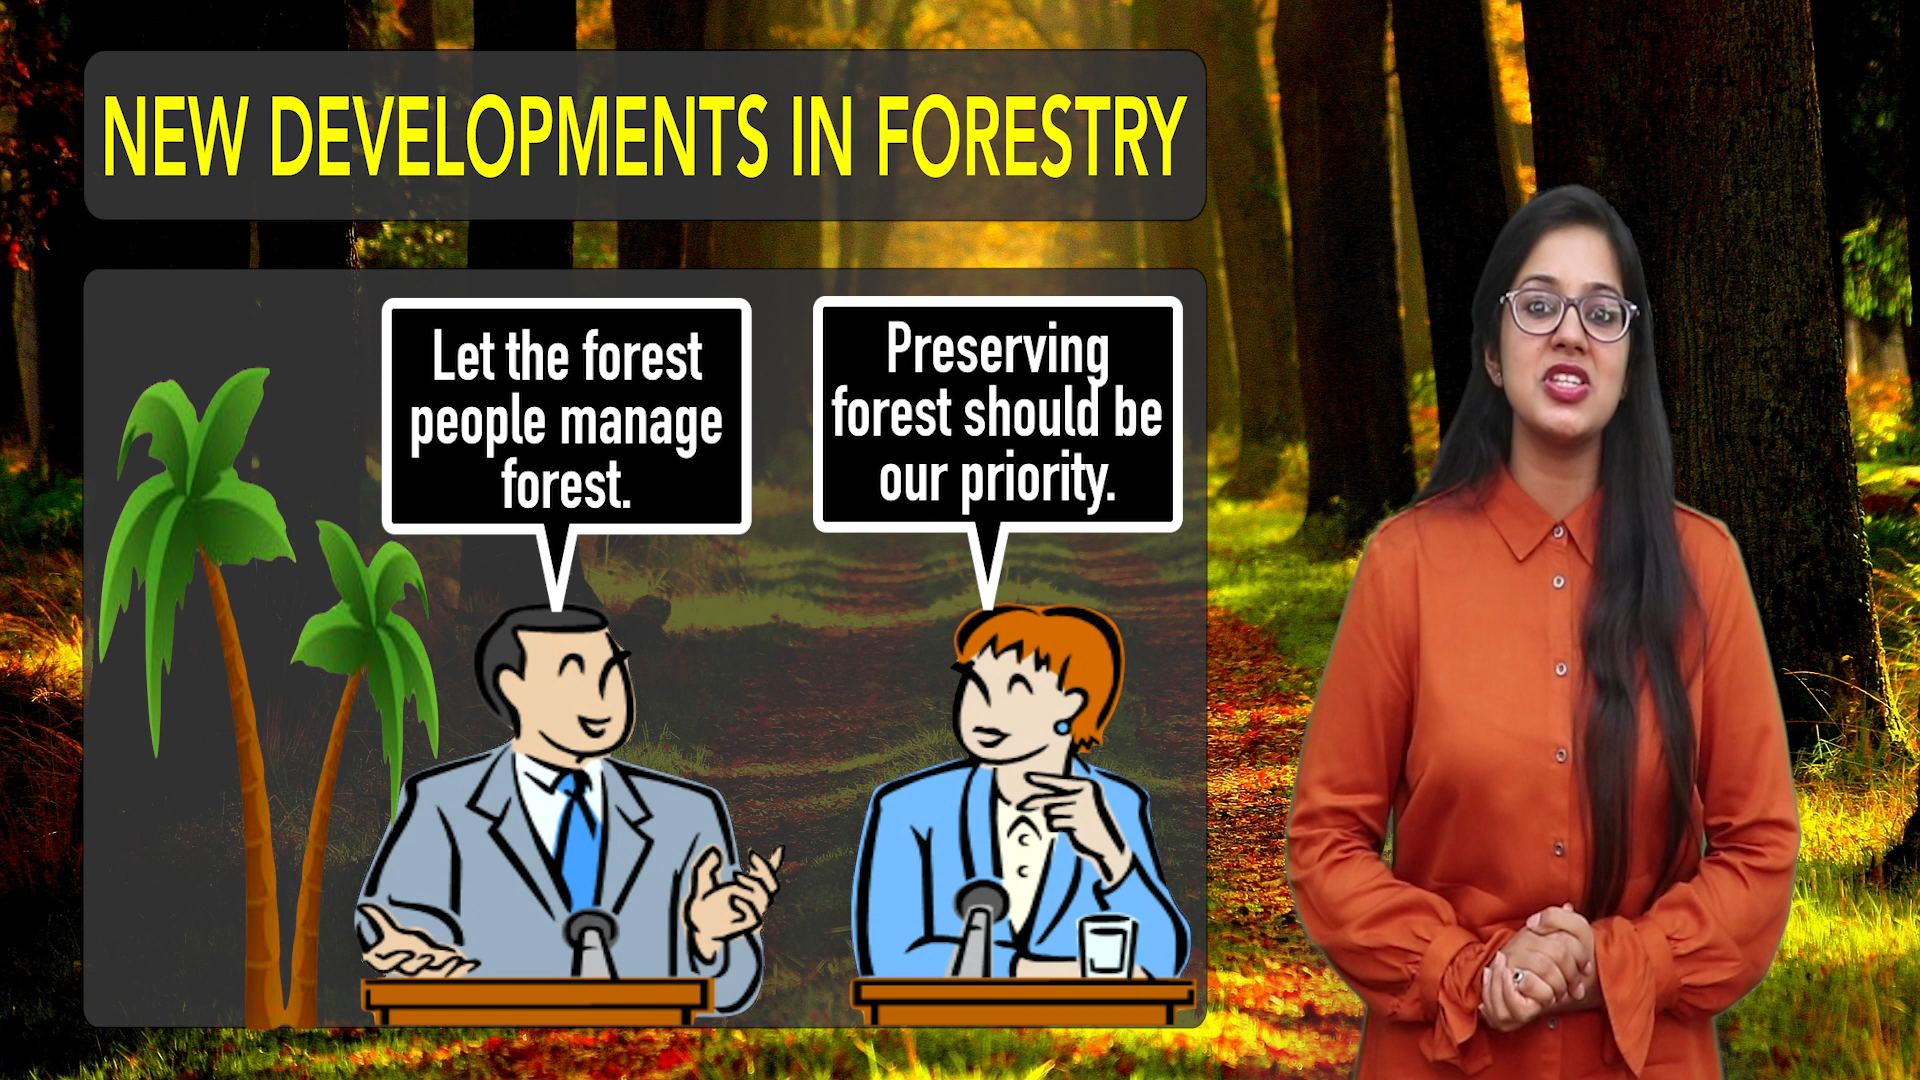 NEW DEVELOPMENTS IN FORESTRY
Let the forest
people manage
forest.
Preserving
forest should be
our priority.